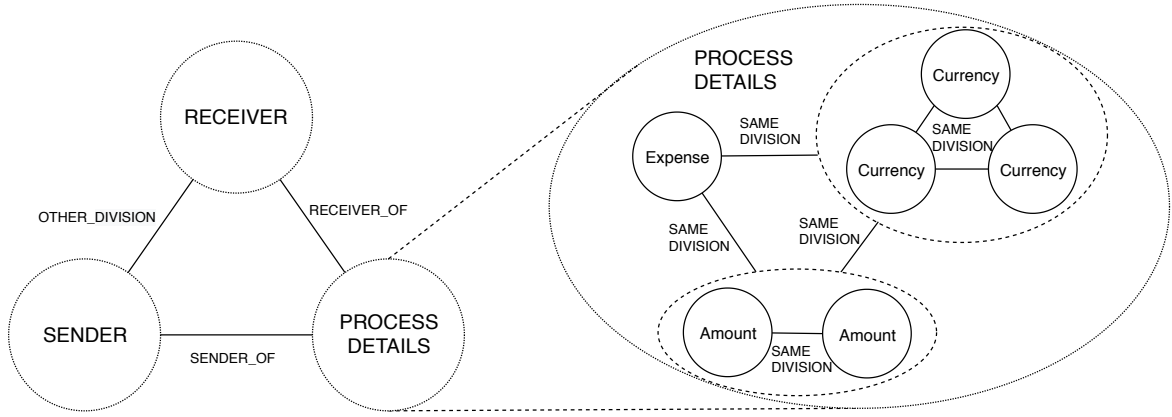 RECEIVER
OTHER_DIVISION
RECEIVER_OF
SENDER
SENDER_OF
PROCESS
DETAILS
PROCESS
DETAILS
Currency
SAME
DIVISION
Expense
SAME
DIVISION
Currency
Currency
SAME
DIVISION
SAME
DIVISION
Amount
Amount
SAME
DIVISION